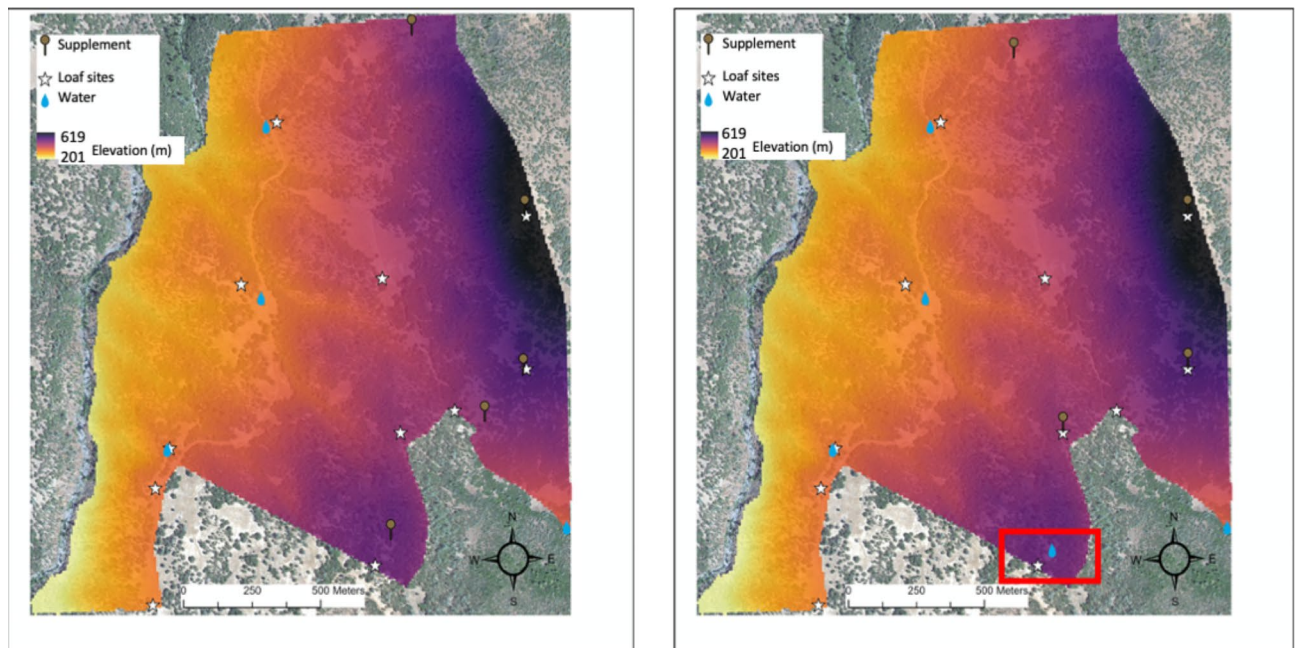 Supplement
Loaf sites
Water
619
201 Elevation (m)
N
W E
S
0 250 500 Meters
Supplement
Loaf sites
Water
619
201 Elevation (m)
N
W E
S
0 250 500 Meters